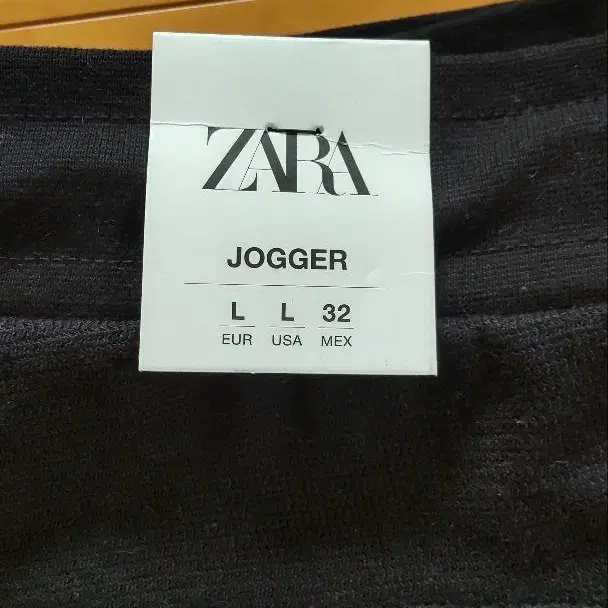 ZARA
JOGGER
L L 32
EUR USA MEX